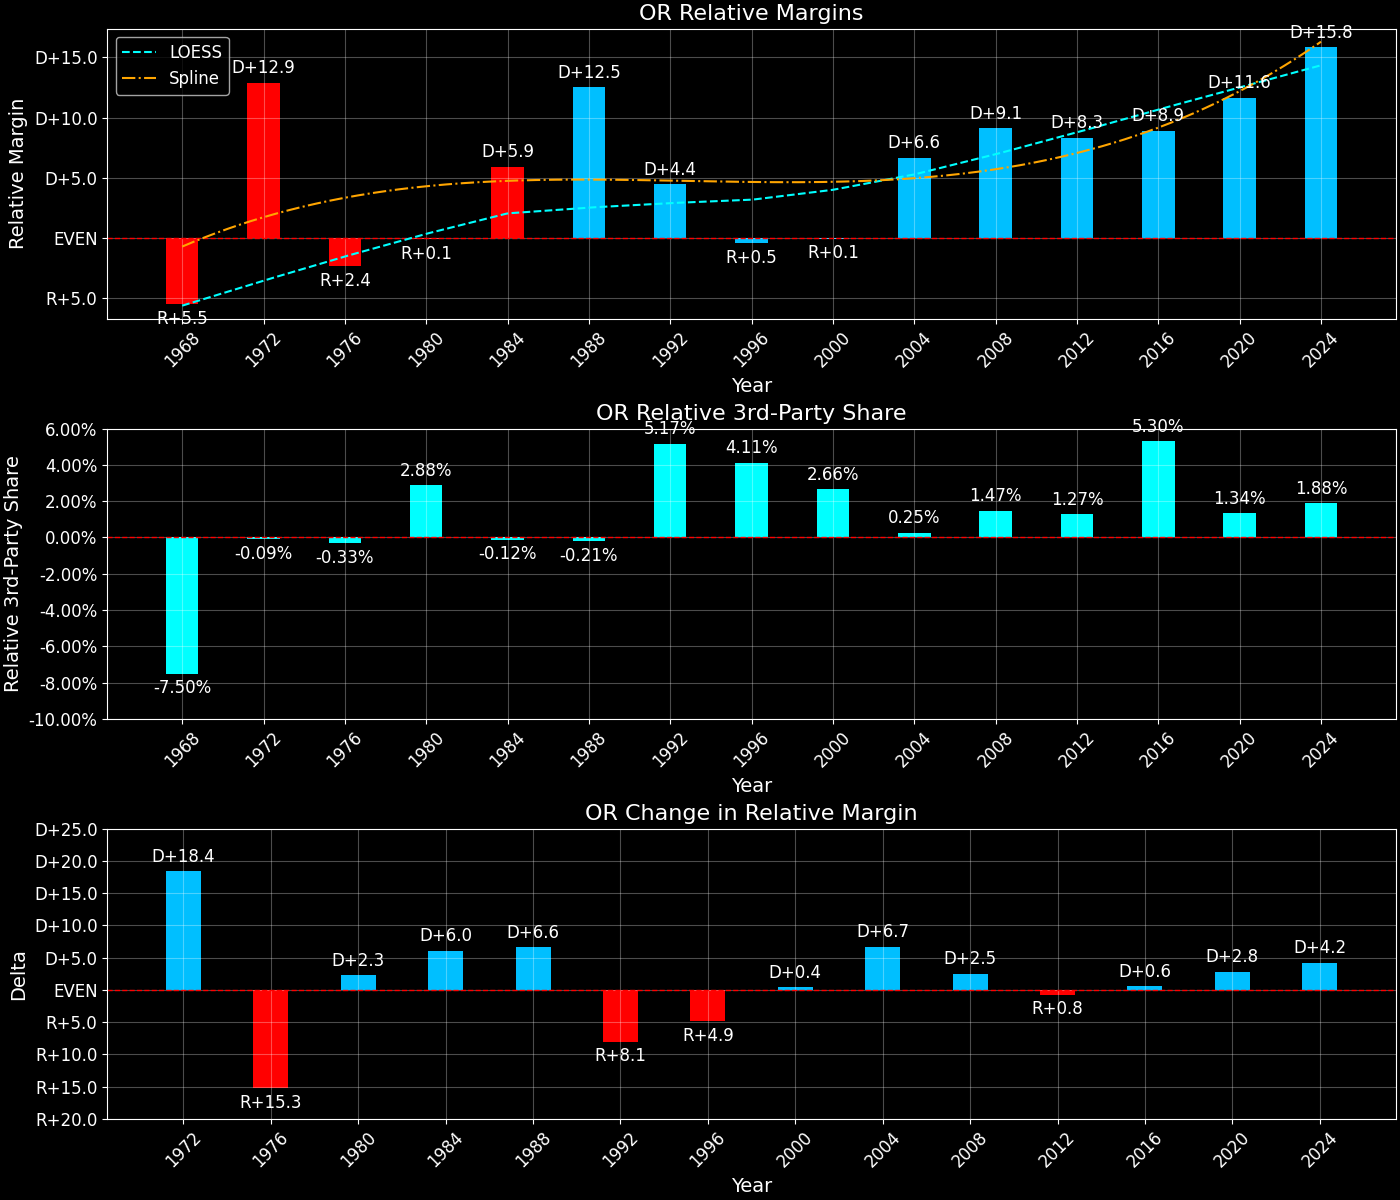 OR Relative Margins
LOESS
Spline
Relative Margin
D+15.0
D+10.0
D+5.0
EVEN
R+5.0
R+5.5
D+12.9
R+2.4
R+0.1
D+5.9
D+12.5
D+4.4
R+0.5
R+0.1
D+6.6
D+9.1
D+8.3
D+8.9
D+11.6
D+15.8
1968
1972
1976
1980
1984
1988
1992
1996
2000
2004
2008
2012
2016
2020
2024
Year
OR Relative 3rd-Party Share
Relative 3rd-Party Share
6.00%
4.00%
2.00%
0.00%
-2.00%
-4.00%
-6.00%
-8.00%
-10.00%
-7.50%
-0.09%
-0.33%
2.88%
-0.12%
-0.21%
5.17%
4.11%
2.66%
0.25%
1.47%
1.27%
5.30%
1.34%
1.88%
1968
1972
1976
1980
1984
1988
1992
1996
2000
2004
2008
2012
2016
2020
2024
Year
OR Change in Relative Margin
Delta
D+25.0
D+20.0
D+15.0
D+10.0
D+5.0
EVEN
R+5.0
R+10.0
R+15.0
R+20.0
D+18.4
R+15.3
D+2.3
D+6.0
D+6.6
R+8.1
R+4.9
D+0.4
D+6.7
D+2.5
R+0.8
D+0.6
D+2.8
D+4.2
1972
1976
1980
1984
1988
1992
1996
2000
2004
2008
2012
2016
2020
2024
Year